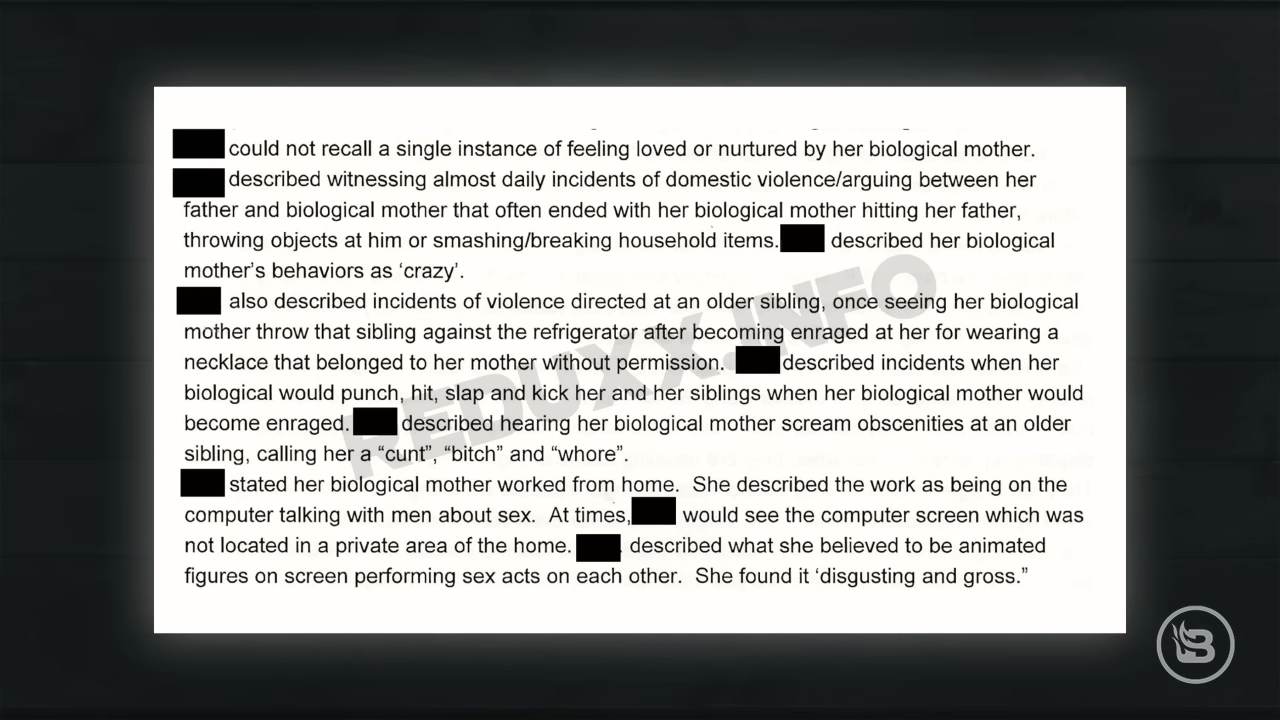 could not recall a single instance of feeling loved or nurtured by her biological mother.
described witnessing almost daily incidents of domestic violence/arguing between her
father and biological mother that often ended with her biological mother hitting her father,
throwing objects at him or smashing/breaking household items. described her biological
mother's behaviors as ‘crazy’.
also described incidents of violence directed at an older sibling, once seeing her biological
mother throw that sibling against the refrigerator after becoming enraged at her for wearing a
necklace that belonged to her mother without permission. described incidents when her
biological would punch, hit, slap and kick her and her siblings when her biological mother would
become enraged. described hearing her biological mother scream obscenities at an older
sibling, calling her a “cunt”, “bitch” and “whore”.
stated her biological mother worked from home. She described the work as being on the
computer talking with men about sex. At times, would see the computer screen which was
not located in a private area of the home. described what she believed to be animated
figures on screen performing sex acts on each other. She found it ‘disgusting and gross.”
REDUXX.INFO
B